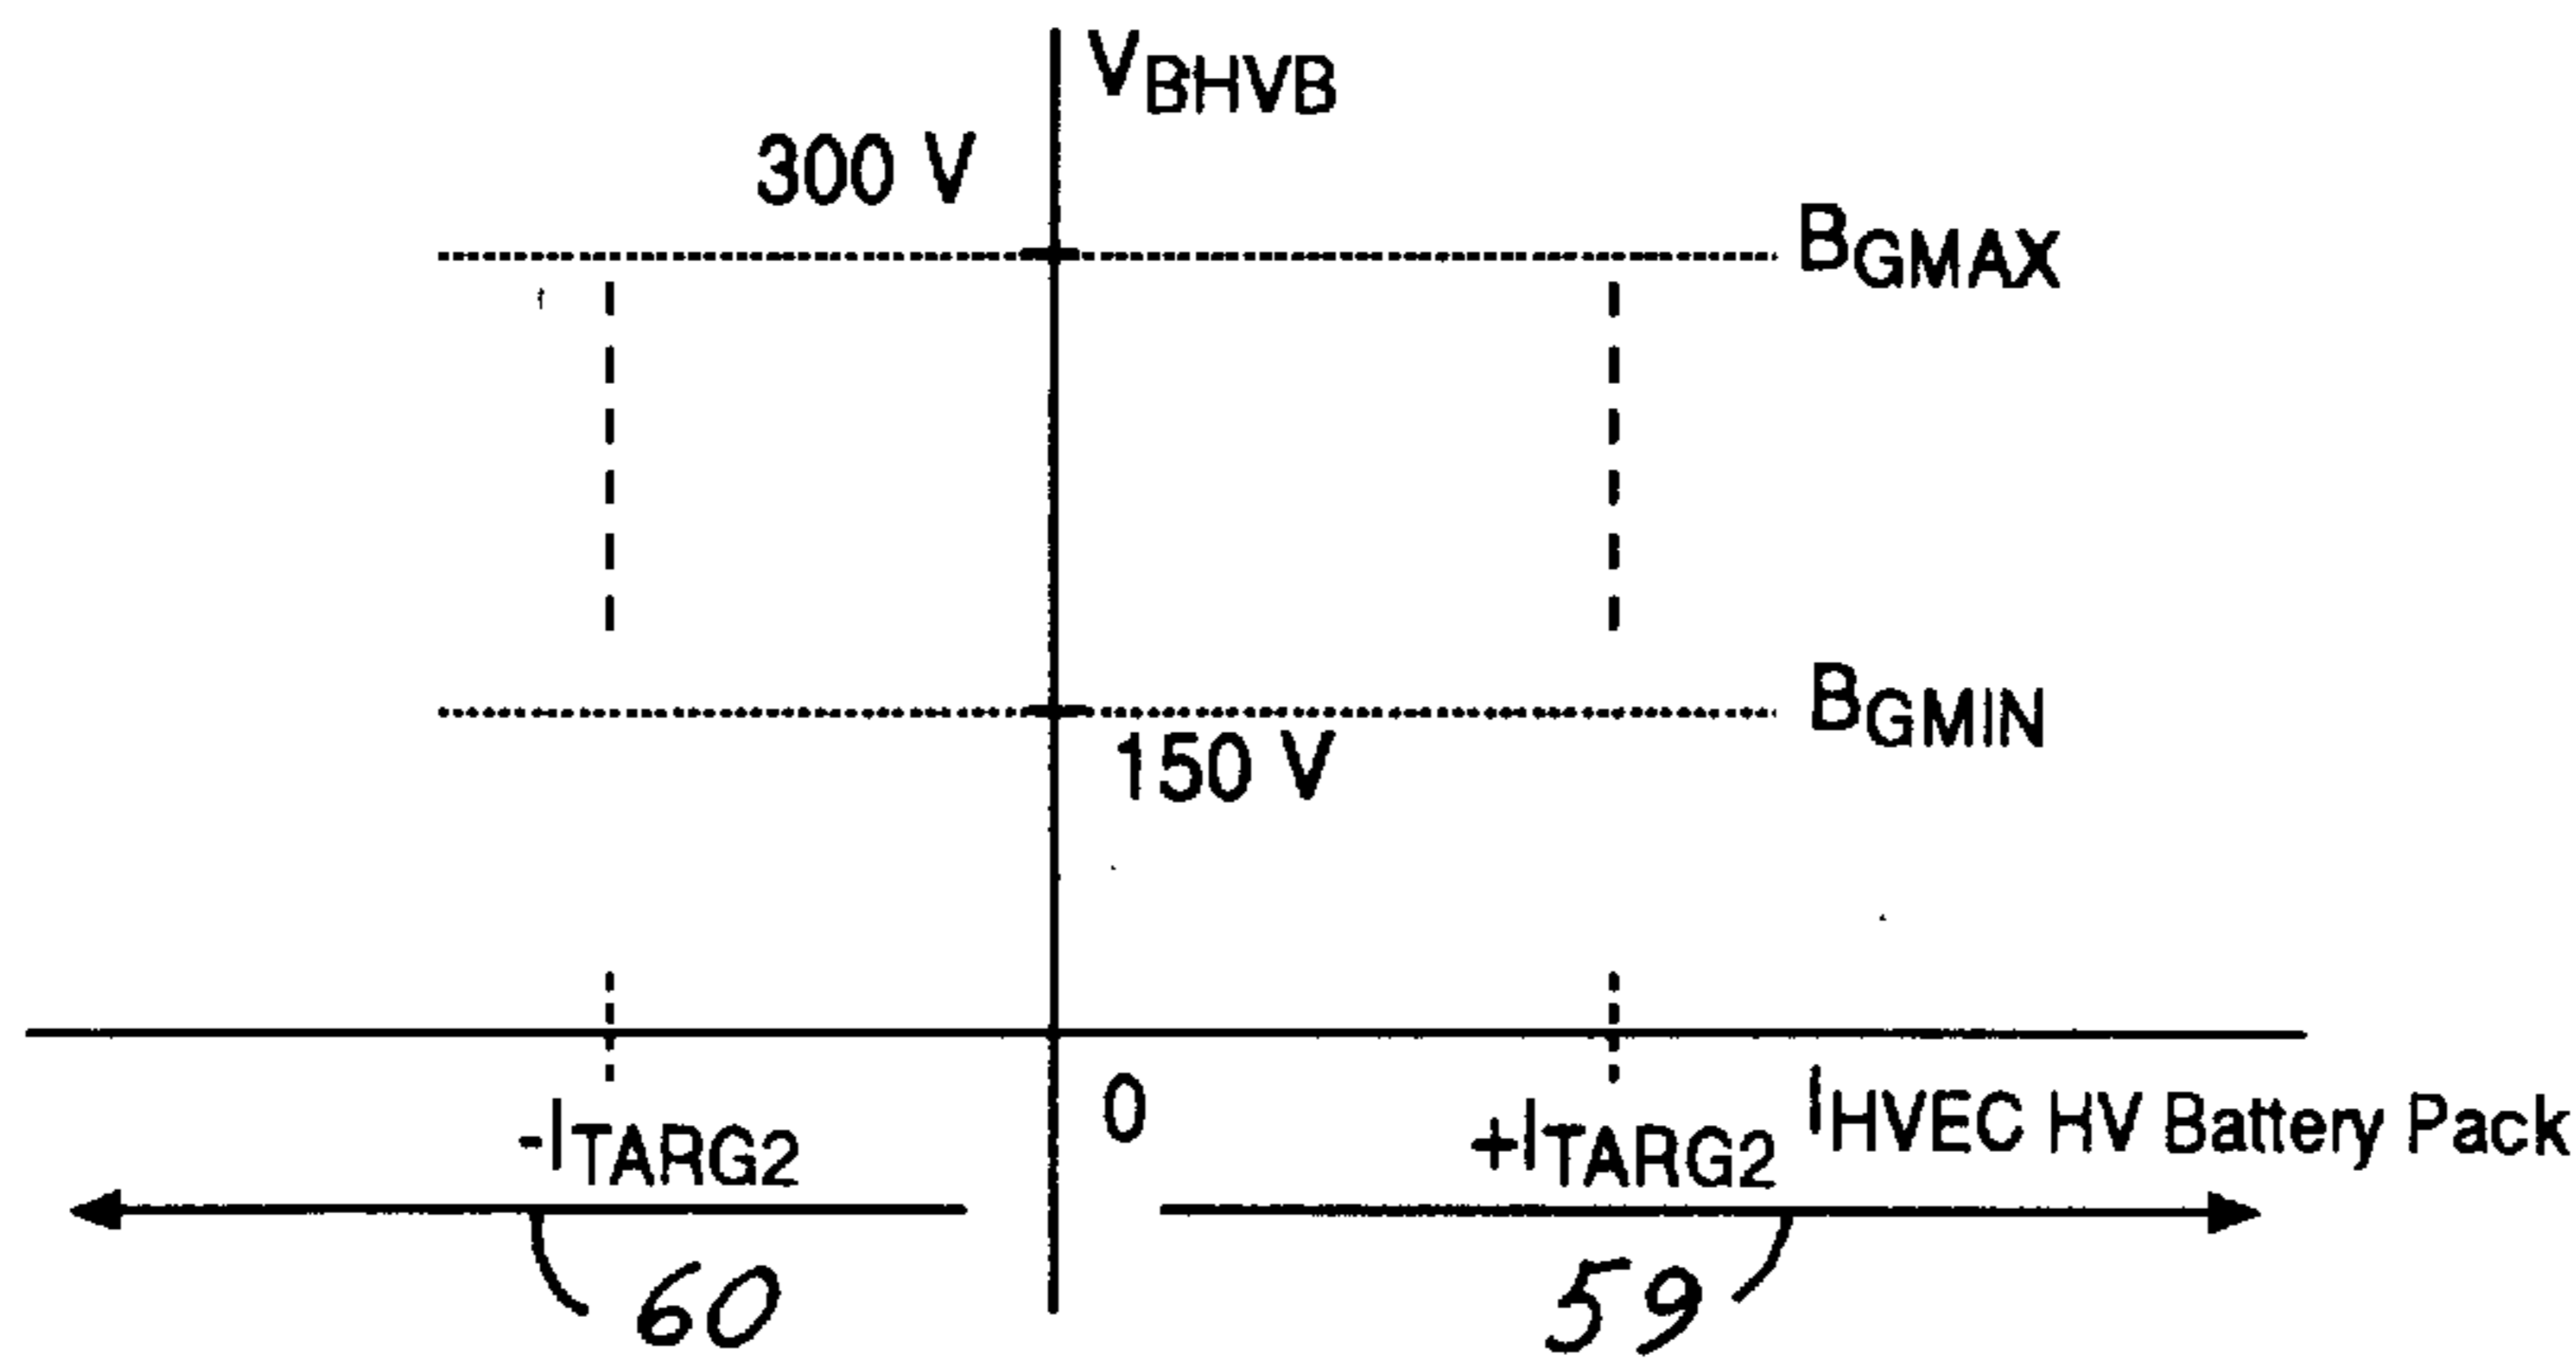 VBHVB
300 V
BGMAX
BGMIN
150 V
0
-ITARG2
+ITARG2
IHVEC HV Battery Pack
60
59